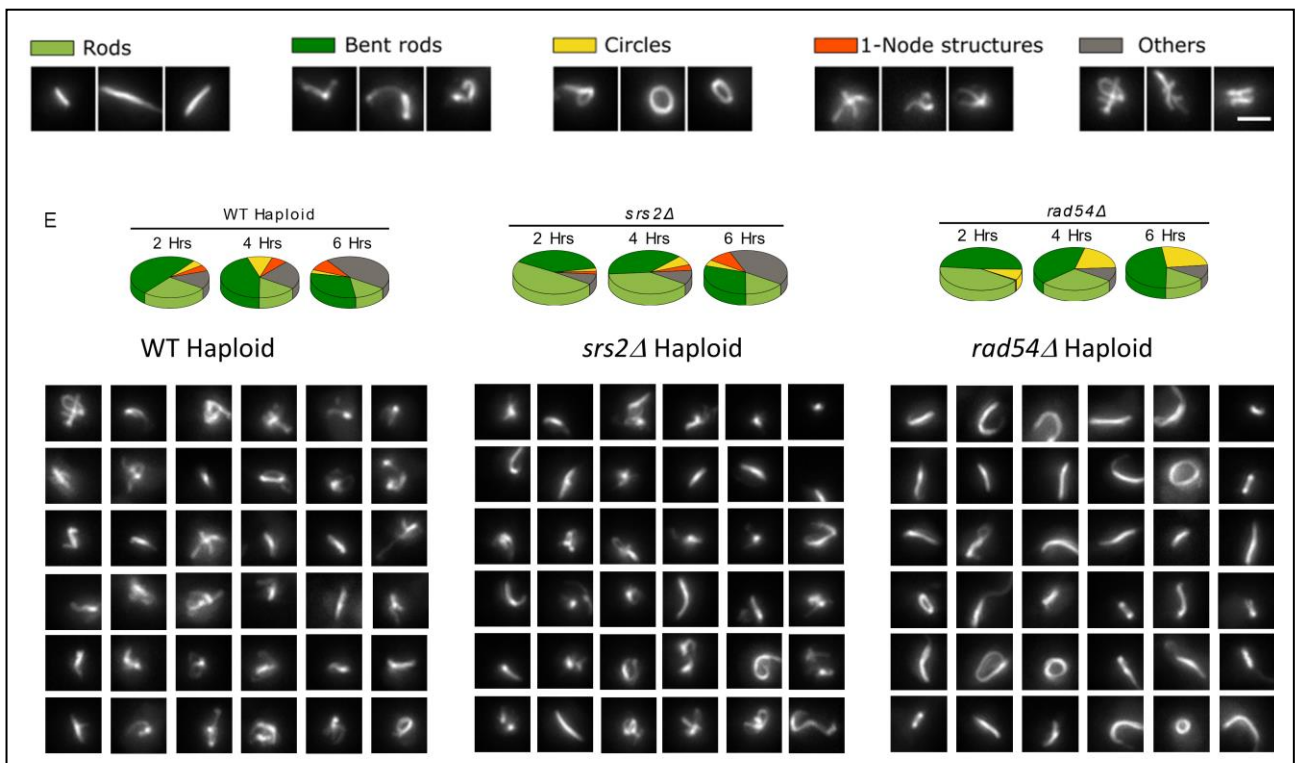 Rods Bent rods Circles 1-Node structures Others
E
WT Haploid srs2Δ rad54Δ
2 Hrs 4 Hrs 6 Hrs 2 Hrs 4 Hrs 6 Hrs 2 Hrs 4 Hrs 6 Hrs
WT Haploid srs2Δ Haploid rad54Δ Haploid